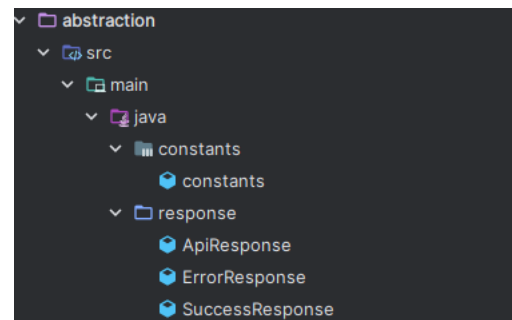 abstraction
src
main
java
constants
constants
response
ApiResponse
ErrorResponse
SuccessResponse